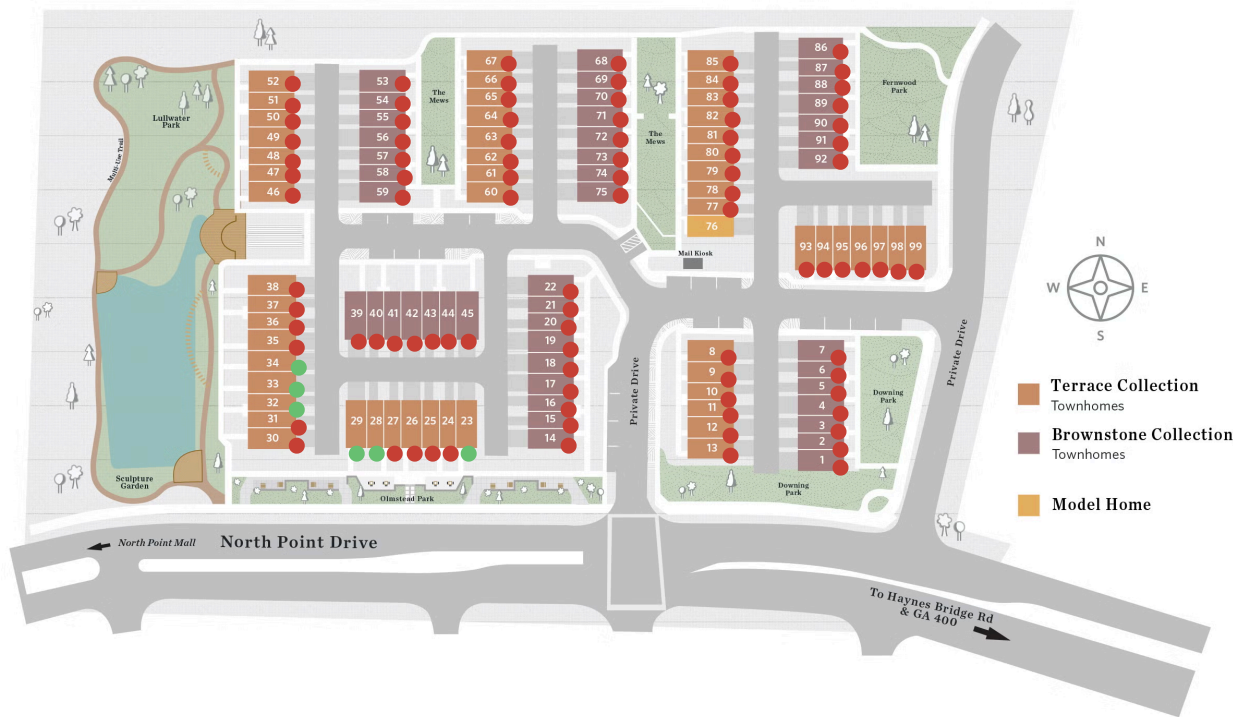 52
51
50
49
48
47
46
53
54
55
56
57
58
59
67
66
65
64
63
62
61
60
68
69
70
71
72
73
74
75
85
84
83
82
81
80
79
78
77
76
86
87
88
89
90
91
92
93 94 95 96 97 98 99
Lullwater
Park
Multi-Use Trail
The
Mews
The
Mews
Fernwood
Park
Mail Kiosk
38
37
36
35
34
33
32
31
30
39 40 41 42 43 44 45
29 28 27 26 25 24 23
22
21
20
19
18
17
16
15
14
8
9
10
11
12
13
7
6
5
4
3
2
1
Private Drive
Private Drive
Downing
Park
Downing
Park
Sculpture
Garden
Olmstead Park
N
W E
S
Terrace Collection
Townhomes
Brownstone Collection
Townhomes
Model Home
North Point Mall
North Point Drive
To Haynes Bridge Rd
& GA 400